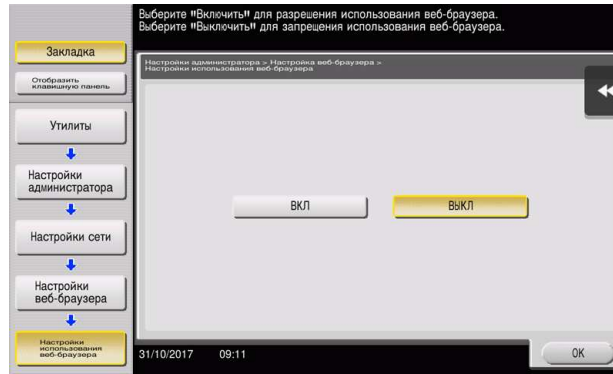 Выберите "Включить" для разрешения использования веб-браузера.
Выберите "Выключить" для запрещения использования веб-браузера.
Закладка
Отобразить
клавишную панель
Настройки администратора > Настройка веб-браузера >
Настройки использования веб-браузера
Утилиты
Настройки
администратора
Настройки сети
Настройки
веб-браузера
Настройки
использования
веб-браузера
ВКЛ
ВЫКЛ
31/10/2017 09:11
OK